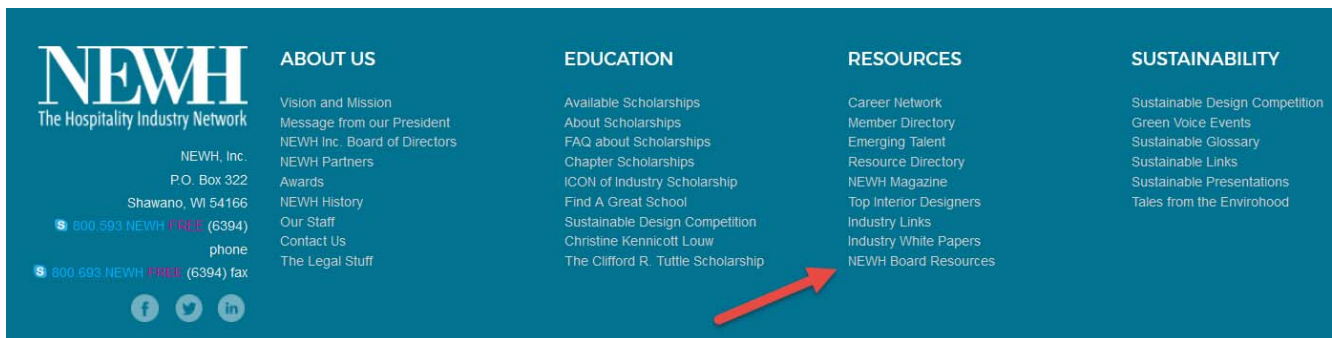 NEWH
The Hospitality Industry Network
NEWH, Inc.
P.O. Box 322
Shawano, WI 54166
800.593.NEWH FREE (6394)
phone
800.693.NEWH FREE (6394) fax
f
in
ABOUT US
Vision and Mission
Message from our President
NEWH Inc. Board of Directors
NEWH Partners
Awards
NEWH History
Our Staff
Contact Us
The Legal Stuff
EDUCATION
Available Scholarships
About Scholarships
FAQ about Scholarships
Chapter Scholarships
ICON of Industry Scholarship
Find A Great School
Sustainable Design Competition
Christine Kennicott Louw
The Clifford R. Tuttle Scholarship
RESOURCES
Career Network
Member Directory
Emerging Talent
Resource Directory
NEWH Magazine
Top Interior Designers
Industry Links
Industry White Papers
NEWH Board Resources
SUSTAINABILITY
Sustainable Design Competition
Green Voice Events
Sustainable Glossary
Sustainable Links
Sustainable Presentations
Tales from the Envirohood